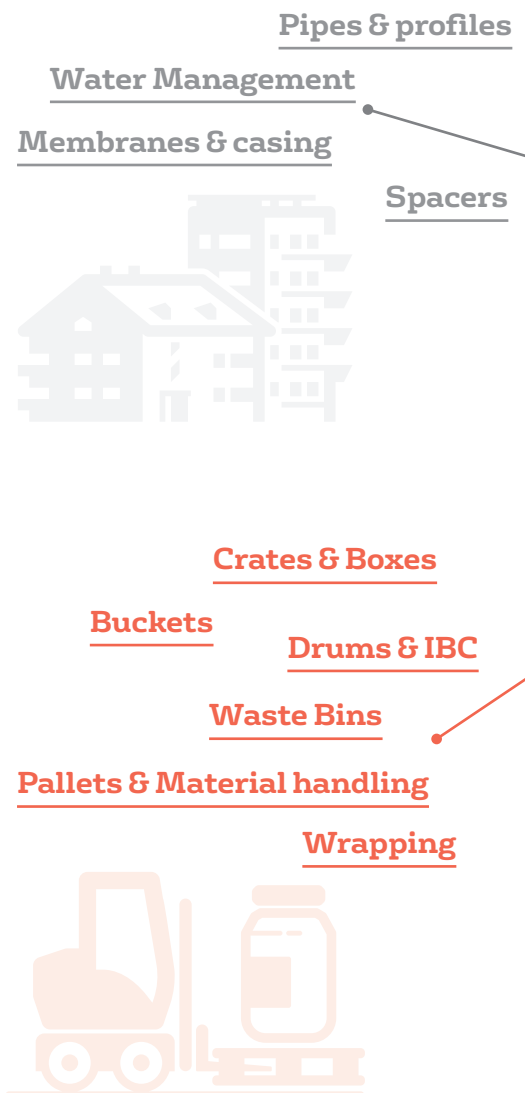 Pipes & profiles
Water Management
Membranes & casing
Spacers
Crates & Boxes
Buckets
Drums & IBC
Waste Bins
Pallets & Material handling
Wrapping